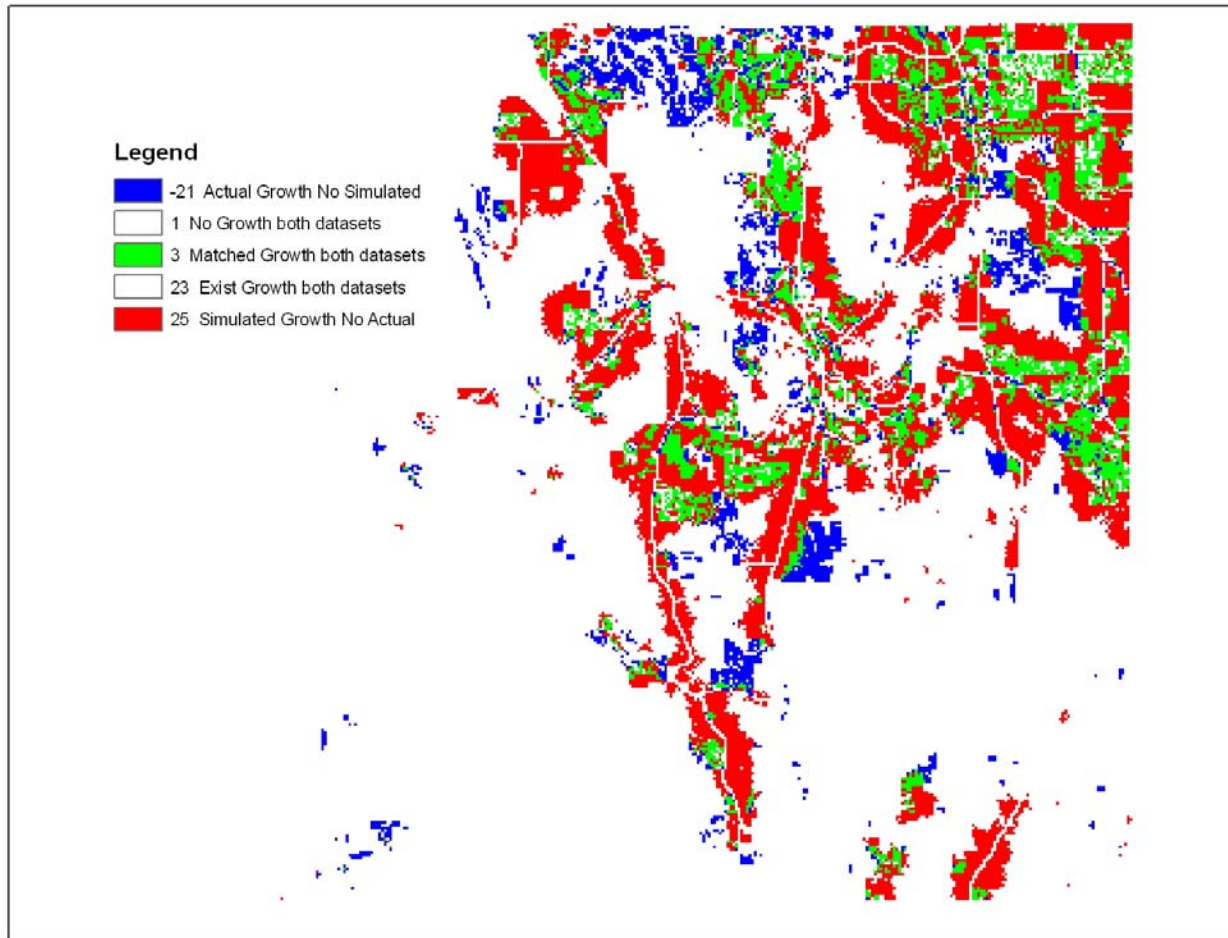 Legend
-21 Actual Growth No Simulated
1 No Growth both datasets
3 Matched Growth both datasets
23 Exist Growth both datasets
25 Simulated Growth No Actual